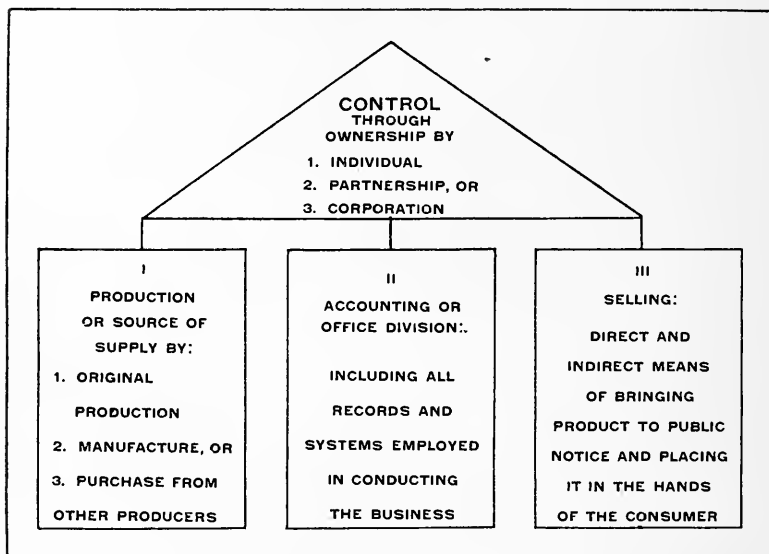 CONTROL
THROUGH
OWNERSHIP BY
1. INDIVIDUAL
2. PARTNERSHIP, OR
3. CORPORATION
I
PRODUCTION
OR SOURCE OF
SUPPLY BY:
1. ORIGINAL
PRODUCTION
2. MANUFACTURE, OR
3. PURCHASE FROM
OTHER PRODUCERS
II
ACCOUNTING OR
OFFICE DIVISION:
INCLUDING ALL
RECORDS AND
SYSTEMS EMPLOYED
IN CONDUCTING
THE BUSINESS
III
SELLING:
DIRECT AND
INDIRECT MEANS
OF BRINGING
PRODUCT TO PUBLIC
NOTICE AND PLACING
IT IN THE HANDS
OF THE CONSUMER